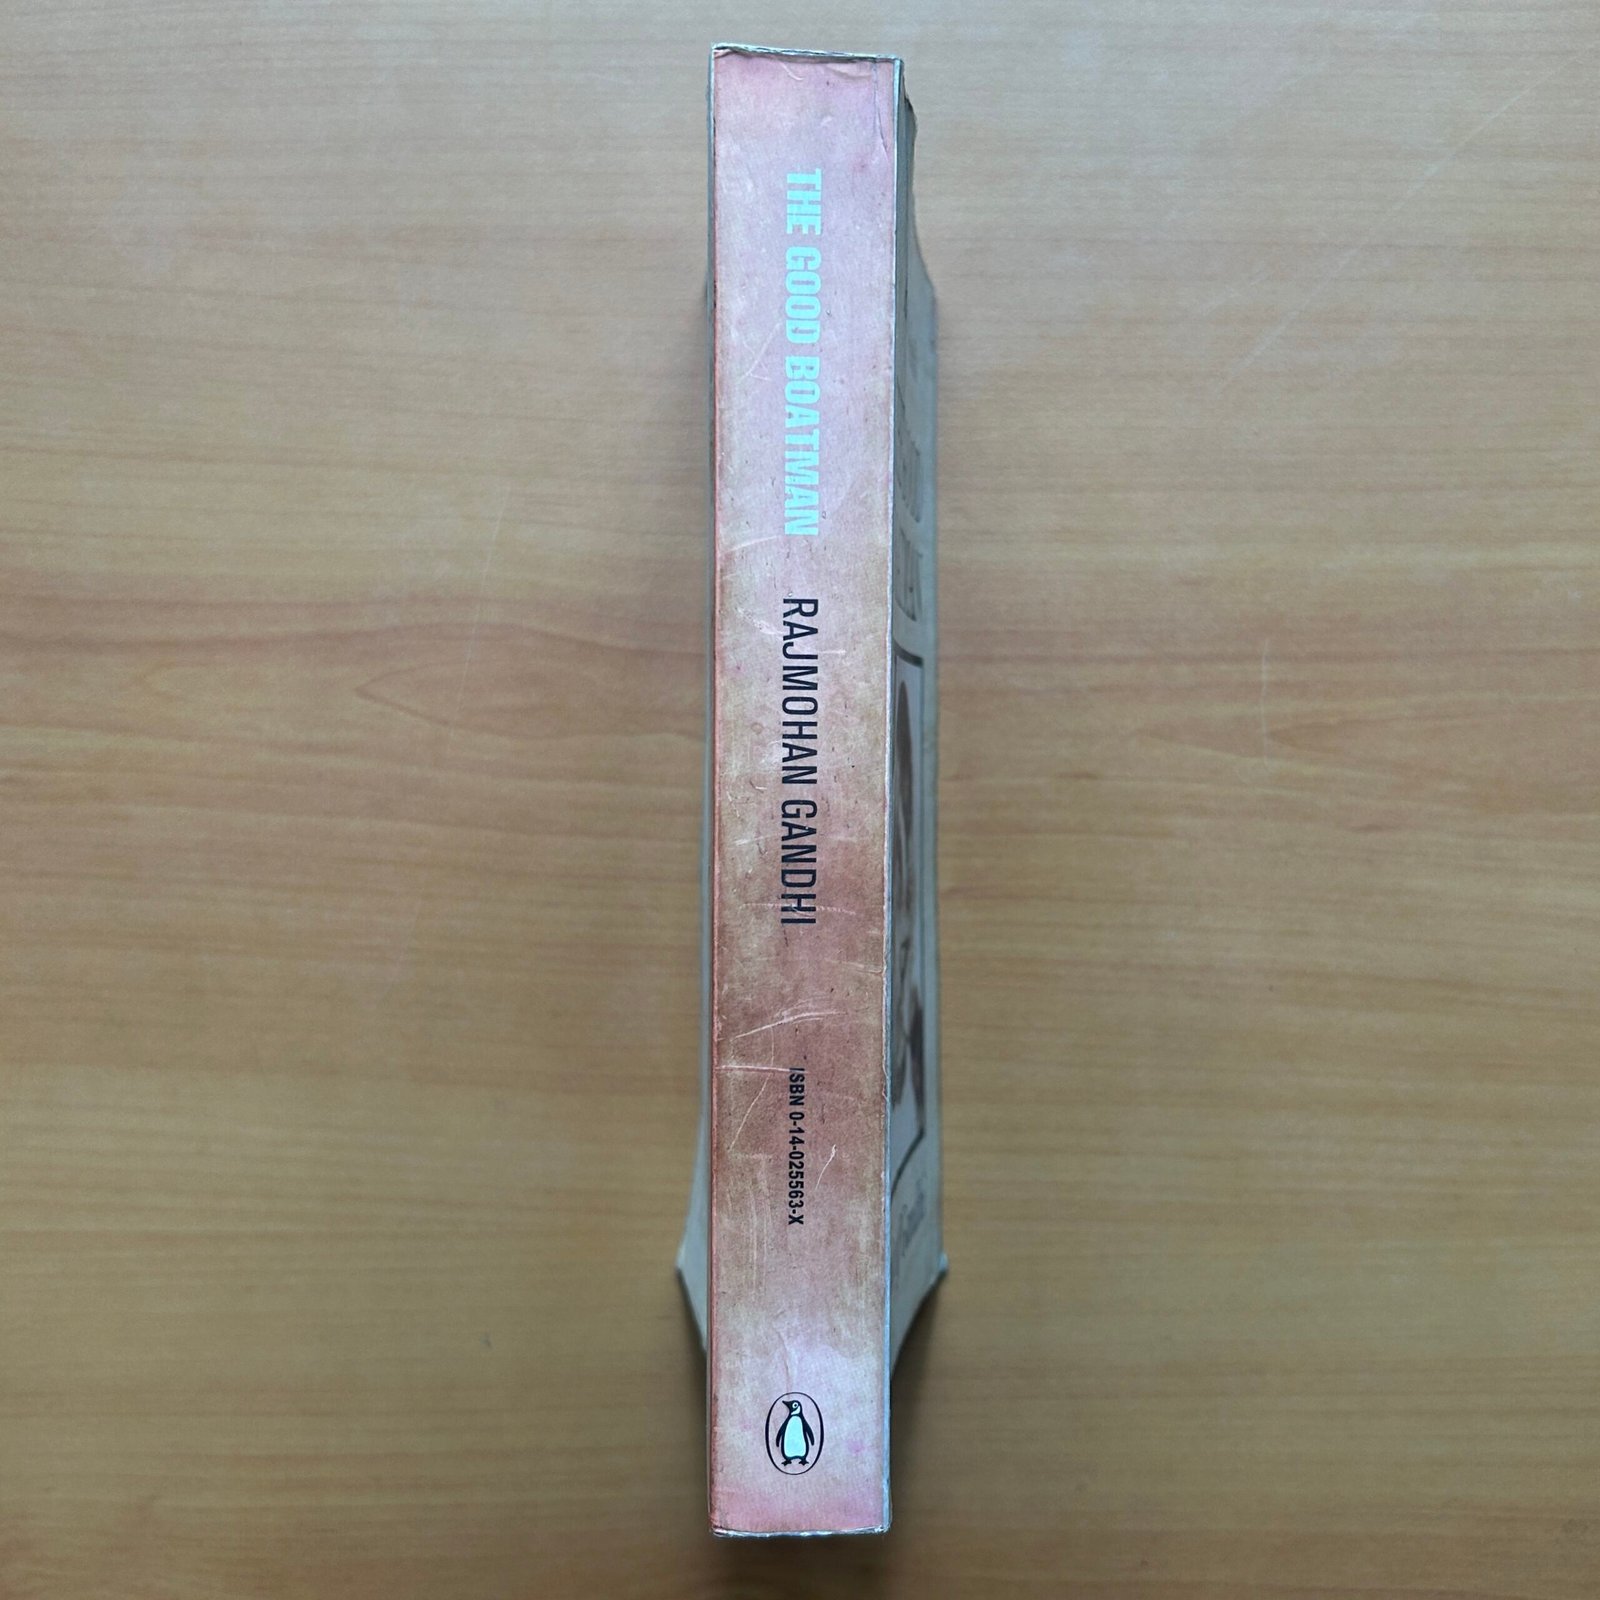 THE GOOD BOATMAN
RAJMOHAN GANDHI
ISBN 0-14-025563-X